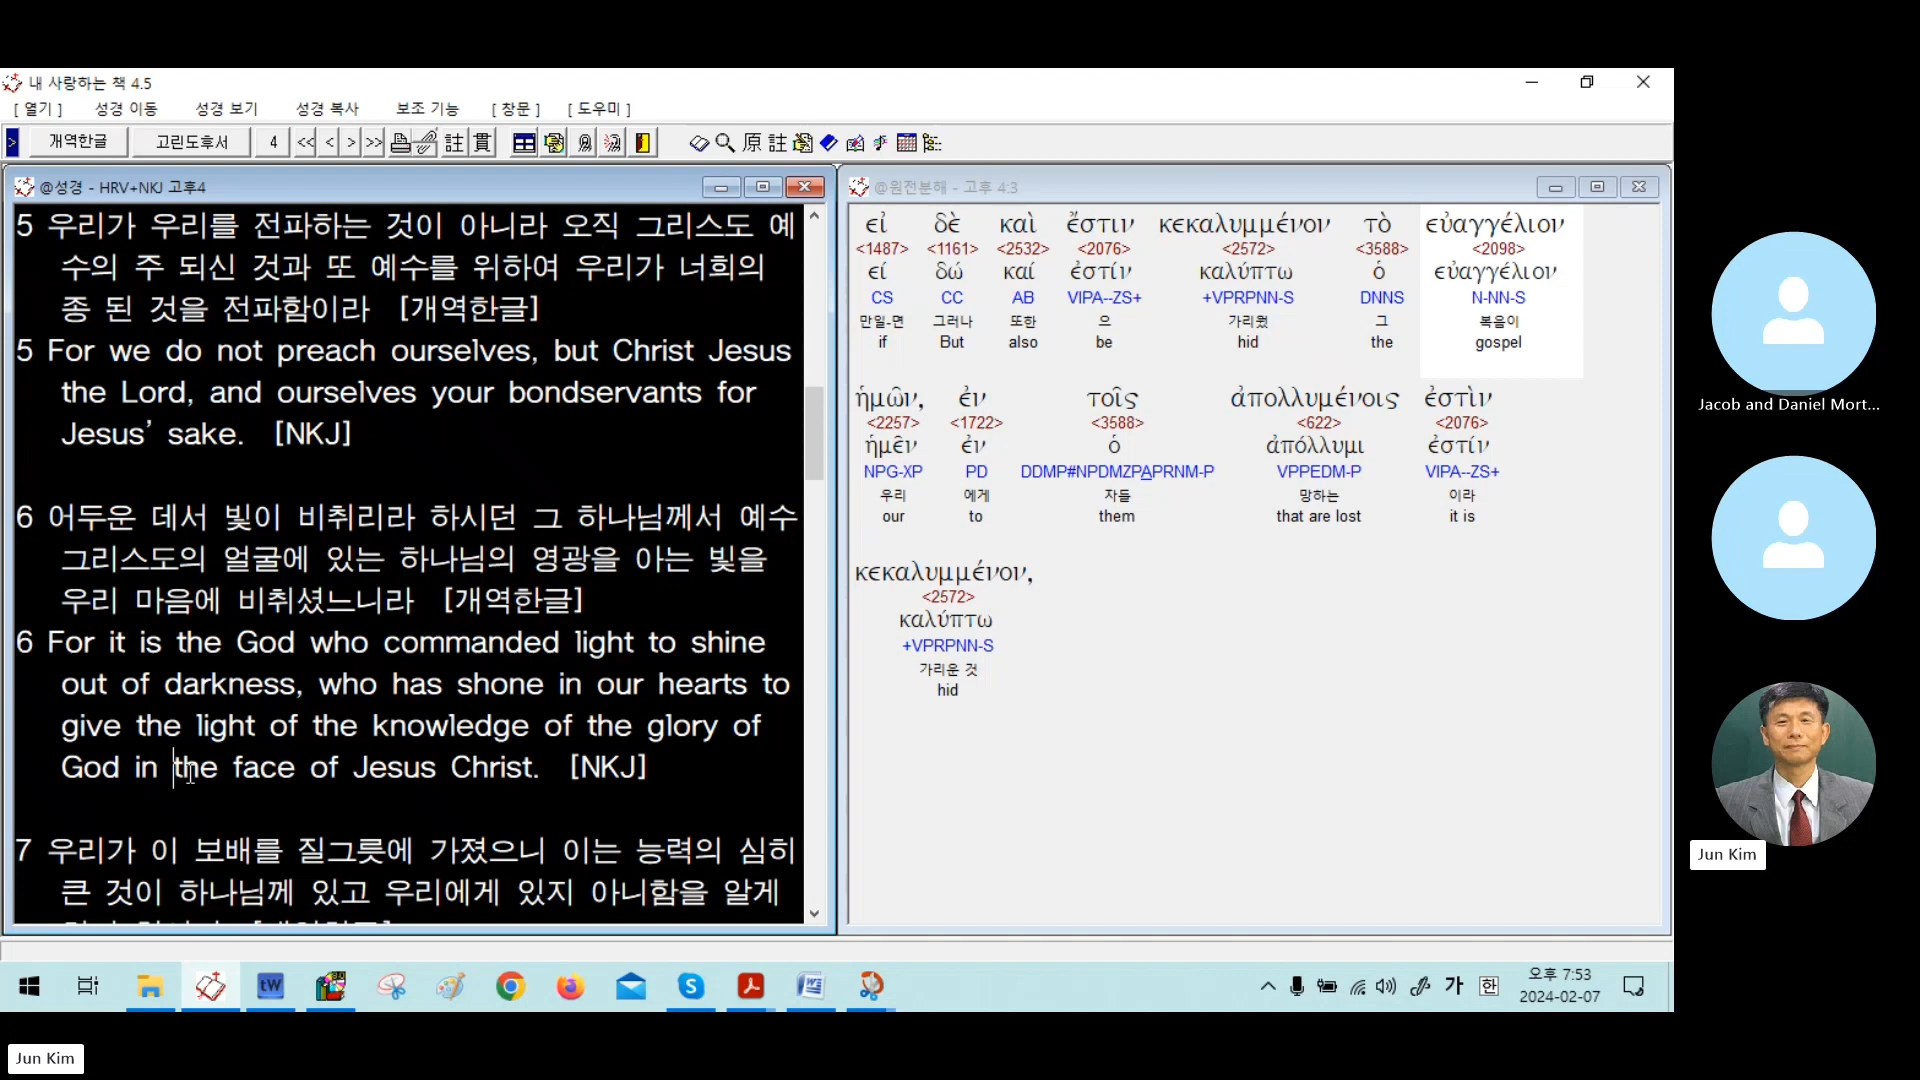 내 사랑하는 책 4.5
[ 열기 ] 성경 이동 성경 보기 성경 복사 보조 기능 [ 창문 ] [ 도우미 ]
> 개역한글 고린도후서 4 << < > >> 註 貫 原 註
@성경 - HRV+NKJ 고후4
5 우리가 우리를 전파하는 것이 아니라 오직 그리스도 예
수의 주 되신 것과 또 예수를 위하여 우리가 너희의
종 된 것을 전파함이라 [개역한글]
5 For we do not preach ourselves, but Christ Jesus
the Lord, and ourselves your bondservants for
Jesus’ sake. [NKJ]
6 어두운 데서 빛이 비취리라 하시던 그 하나님께서 예수
그리스도의 얼굴에 있는 하나님의 영광을 아는 빛을
우리 마음에 비취셨느니라 [개역한글]
6 For it is the God who commanded light to shine
out of darkness, who has shone in our hearts to
give the light of the knowledge of the glory of
God in the face of Jesus Christ. [NKJ]
7 우리가 이 보배를 질그릇에 가졌으니 이는 능력의 심히
큰 것이 하나님께 있고 우리에게 있지 아니함을 알게
@원전분해 - 고후 4:3
εἰ δὲ καὶ ἔστιν κεκαλυμμένον τὸ εὐαγγέλιον
<1487> <1161> <2532> <2076> <2572> <3588> <2098>
εἰ δώ καί ἐστίν καλύπτω ὁ εὐαγγέλιον
CS CC AB VIPA--ZS+ +VPRPNN-S DNNS N-NN-S
만일-면 그러나 또한 으 가리웠 그 복음이
if But also be hid the gospel
ἡμῶν, ἐν τοῖς ἀπολλυμένοις ἐστὶν
<2257> <1722> <3588> <622> <2076>
ἡμῖν ἐν ὁ ἀπόλλυμι ἐστίν
NPG-XP PD DDMP#NPDMZPAPRNM-P VPPEDM-P VIPA--ZS+
우리 에게 자들 망하는 이라
our to them that are lost it is
κεκαλυμμένον,
<2572>
καλύπτω
+VPRPNN-S
가리운 것
hid
Jacob and Daniel Mort...
Jun Kim
가 한 오후 7:53
2024-02-07
Jun Kim